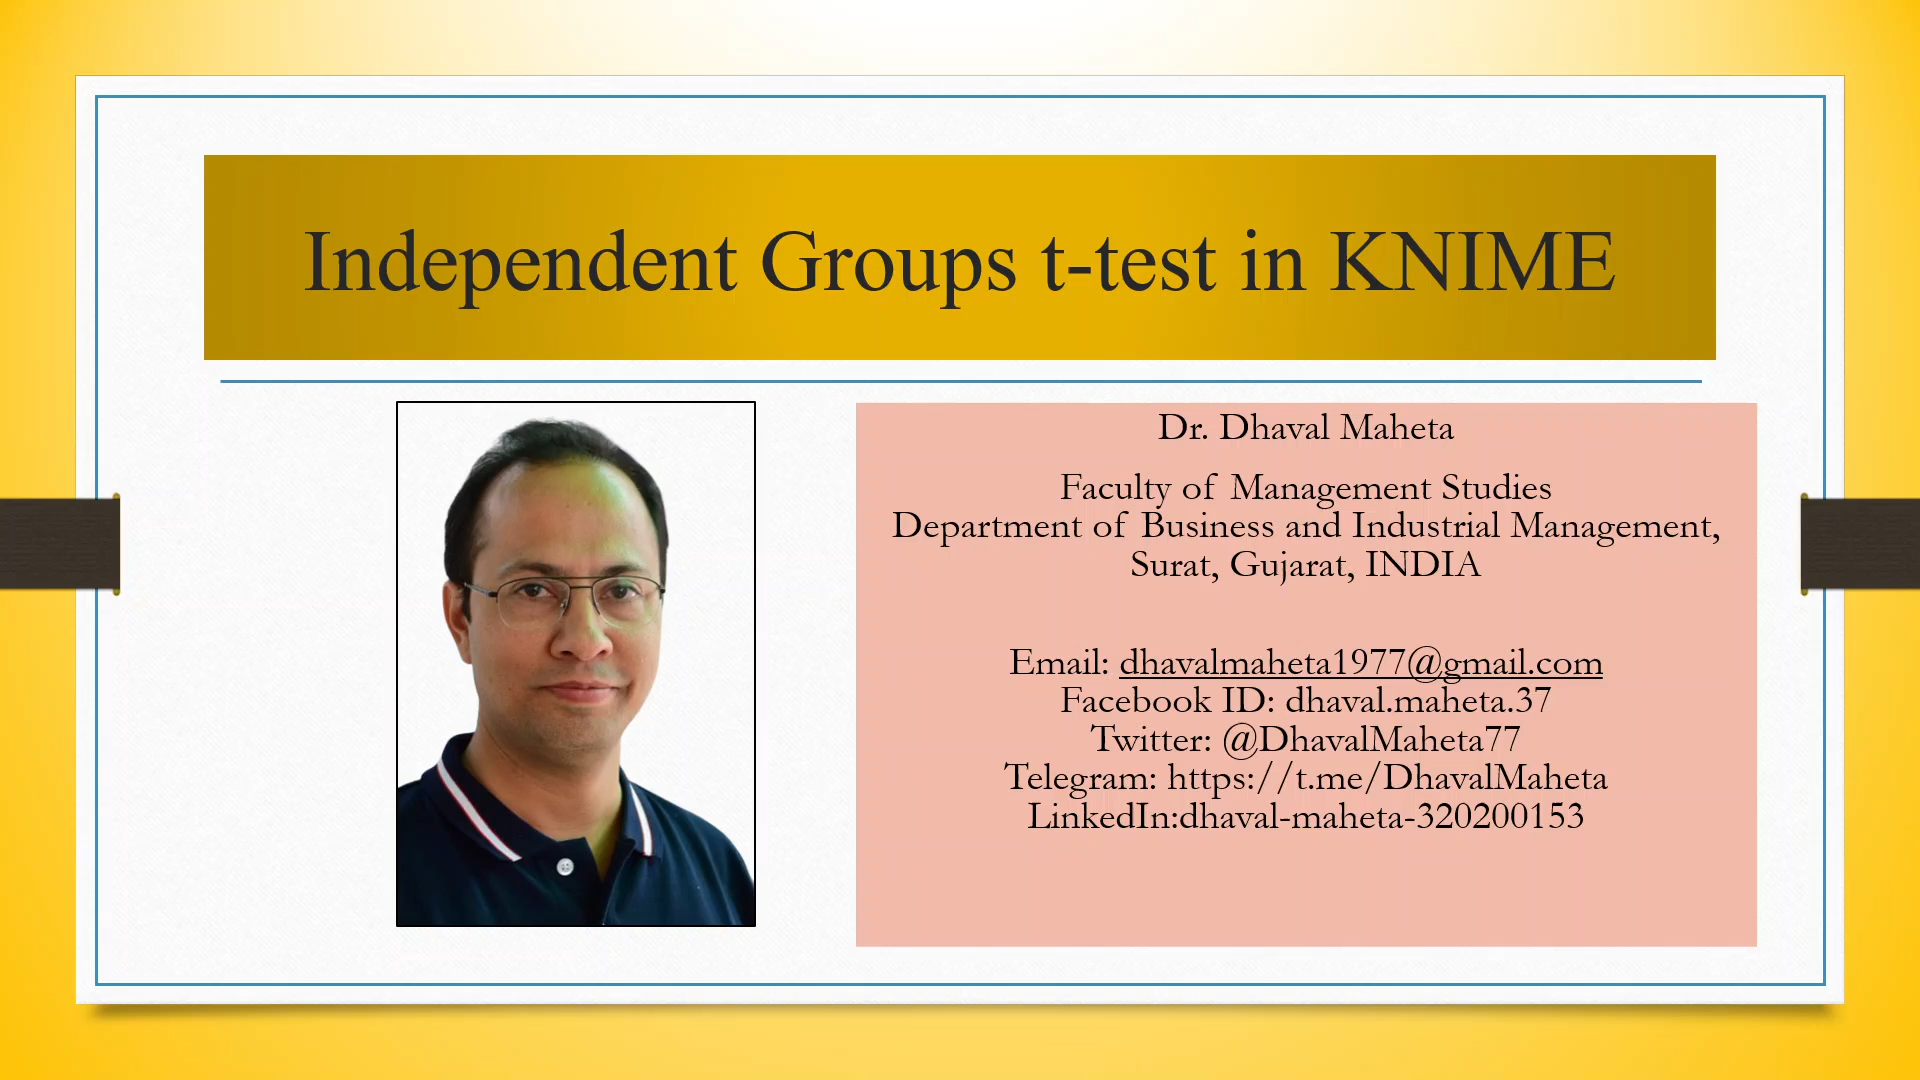 Independent Groups t-test in KNIME
Dr. Dhaval Maheta
Faculty of Management Studies
Department of Business and Industrial Management,
Surat, Gujarat, INDIA
Email: dhavalmaheta1977@gmail.com
Facebook ID: dhaval.maheta.37
Twitter: @DhavalMaheta77
Telegram: https://t.me/DhavalMaheta
LinkedIn:dhaval-maheta-320200153